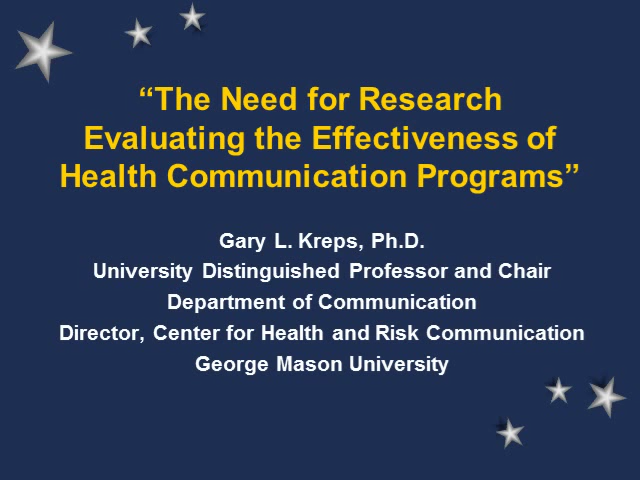 “The Need for Research
Evaluating the Effectiveness of
Health Communication Programs”
Gary L. Kreps, Ph.D.
University Distinguished Professor and Chair
Department of Communication
Director, Center for Health and Risk Communication
George Mason University